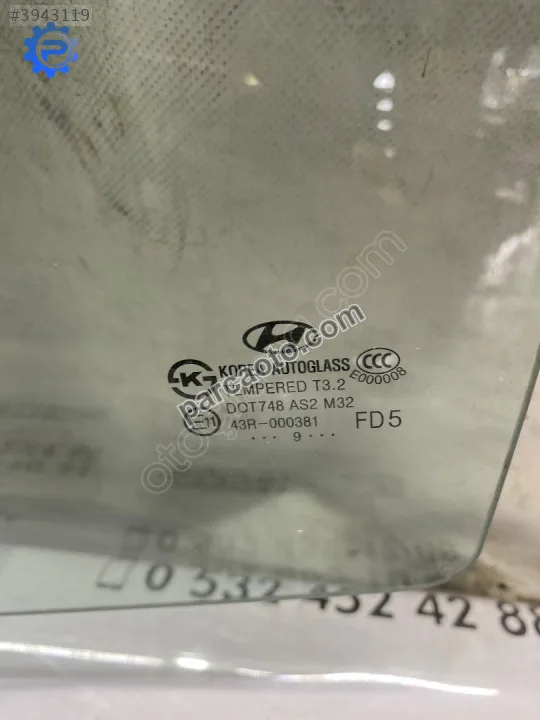 #3943119
KOREA AUTOGLASS
CCC
E000008
TEMPERED T3.2
DOT748 AS2 M32
E11
43R-000381
FD5
··· 9 ···
parcaoto.com
0 532 452 42 88